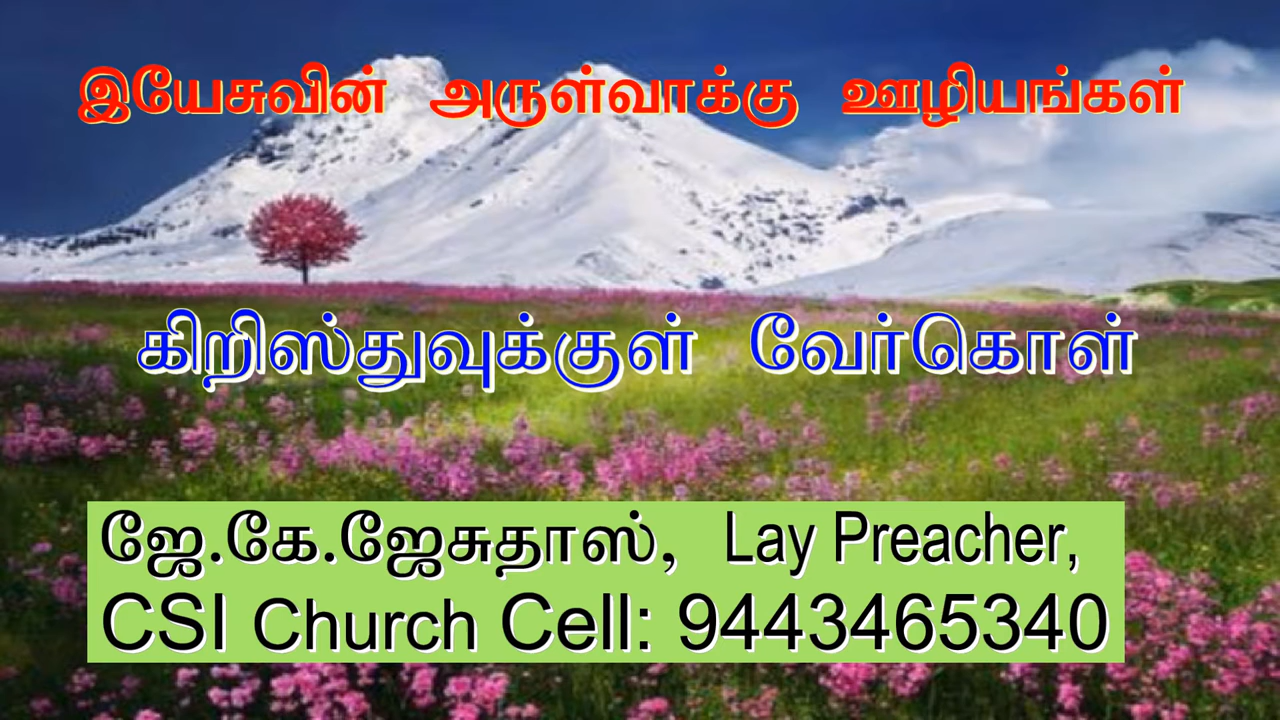 இயேசுவின் அருள்வாக்கு ஊழியங்கள்
கிறிஸ்துவுக்குள் வேர்கொள்
ஜே.கே.ஜேசுதாஸ், Lay Preacher,
CSI Church Cell: 9443465340